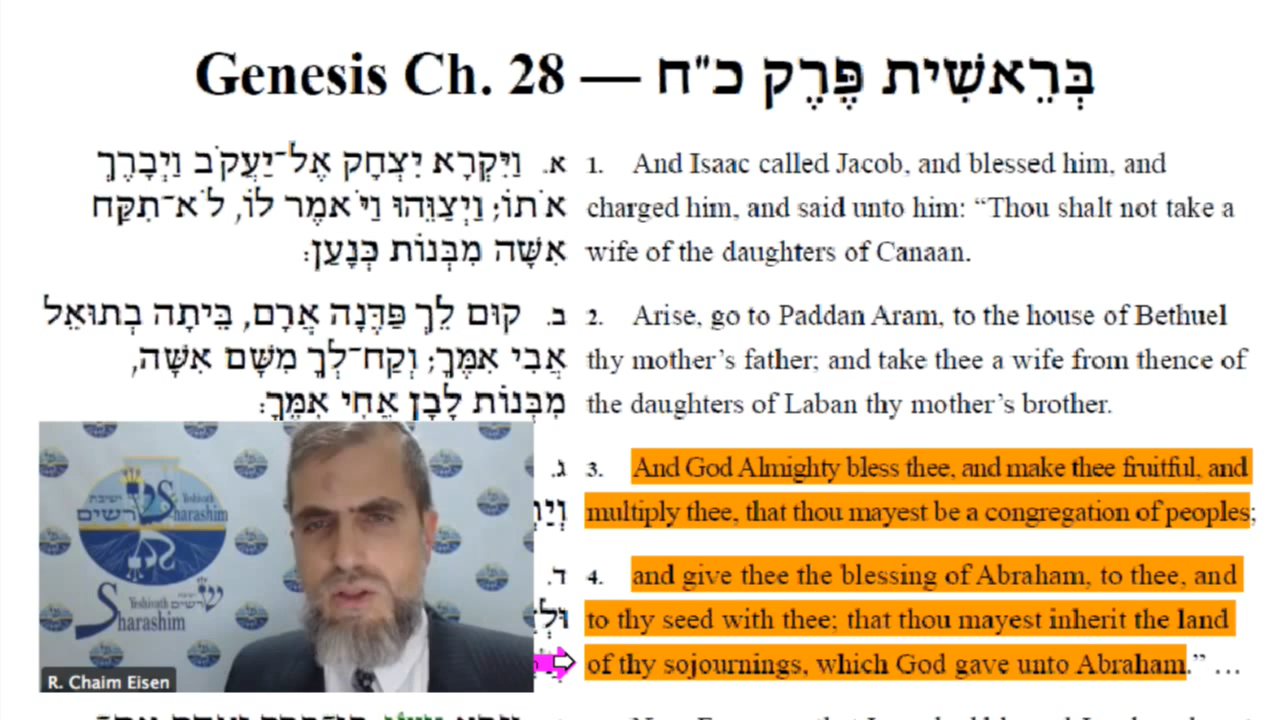 Genesis Ch. 28 — בְּרֵאשִׁית פֶּרֶק כ"ח
א. וַיִּקְרָא יִצְחָק אֶל־יַעֲקֹב וַיְבָרֶךְ
אֹתוֹ; וַיְצַוֵּהוּ וַיֹּאמֶר לוֹ, לֹא־תִקַּח
אִשָּׁה מִבְּנוֹת כְּנָעַן:
1. And Isaac called Jacob, and blessed him, and
charged him, and said unto him: “Thou shalt not take a
wife of the daughters of Canaan.
ב. קוּם לֵךְ פַּדֶּנָה אֲרָם, בֵּיתָה בְתוּאֵל
אֲבִי אִמֶּךָ; וְקַח־לְךָ מִשָּׁם אִשָּׁה,
מִבְּנוֹת לָבָן אֲחִי אִמֶּךָ:
2. Arise, go to Paddan Aram, to the house of Bethuel
thy mother’s father; and take thee a wife from thence of
the daughters of Laban thy mother’s brother.
ג.
3. And God Almighty bless thee, and make thee fruitful, and
multiply thee, that thou mayest be a congregation of peoples;
ד.
4. and give thee the blessing of Abraham, to thee, and
to thy seed with thee; that thou mayest inherit the land
of thy sojournings, which God gave unto Abraham.” …
ישיבת שרשים
Yeshivath Sharashim
Yeshivath שרשים
Sharashim
R. Chaim Eisen